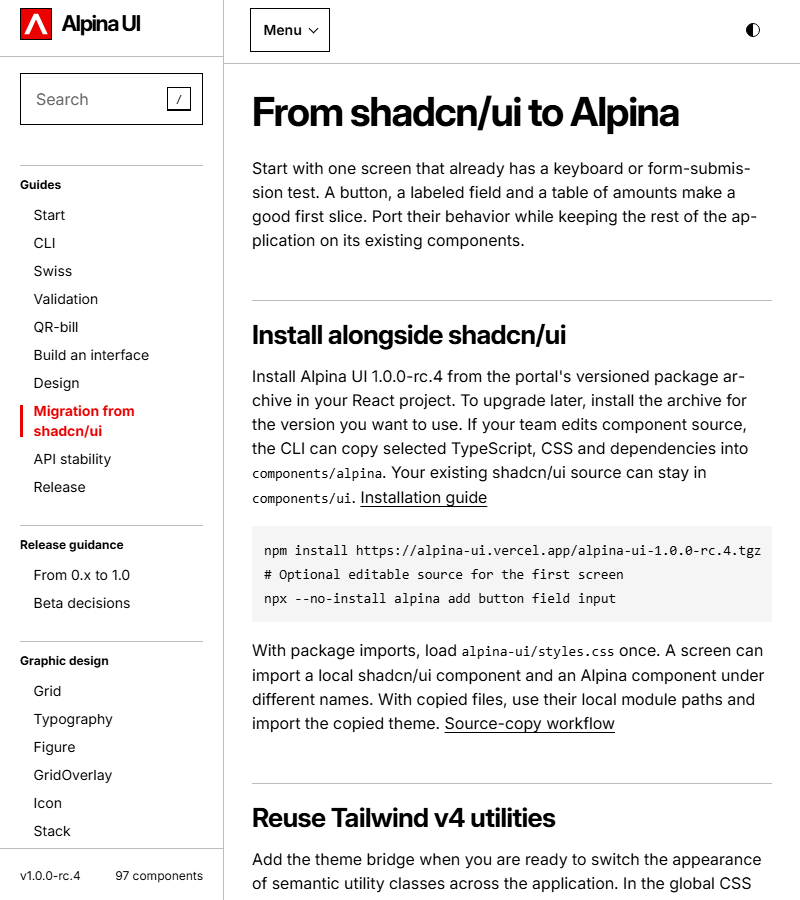 Alpina UI
Search
/
Guides
Start
CLI
Swiss
Validation
QR-bill
Build an interface
Design
Migration from
shadcn/ui
API stability
Release
Release guidance
From 0.x to 1.0
Beta decisions
Graphic design
Grid
Typography
Figure
GridOverlay
Icon
Stack
v1.0.0-rc.4
97 components
Menu
From shadcn/ui to Alpina
Start with one screen that already has a keyboard or form-submis-
sion test. A button, a labeled field and a table of amounts make a
good first slice. Port their behavior while keeping the rest of the ap-
plication on its existing components.
Install alongside shadcn/ui
Install Alpina UI 1.0.0-rc.4 from the portal's versioned package ar-
chive in your React project. To upgrade later, install the archive for
the version you want to use. If your team edits component source,
the CLI can copy selected TypeScript, CSS and dependencies into
components/alpina. Your existing shadcn/ui source can stay in
components/ui. Installation guide
npm install https://alpina-ui.vercel.app/alpina-ui-1.0.0-rc.4.tgz
# Optional editable source for the first screen
npx --no-install alpina add button field input
With package imports, load alpina-ui/styles.css once. A screen can
import a local shadcn/ui component and an Alpina component under
different names. With copied files, use their local module paths and
import the copied theme. Source-copy workflow
Reuse Tailwind v4 utilities
Add the theme bridge when you are ready to switch the appearance
of semantic utility classes across the application. In the global CSS